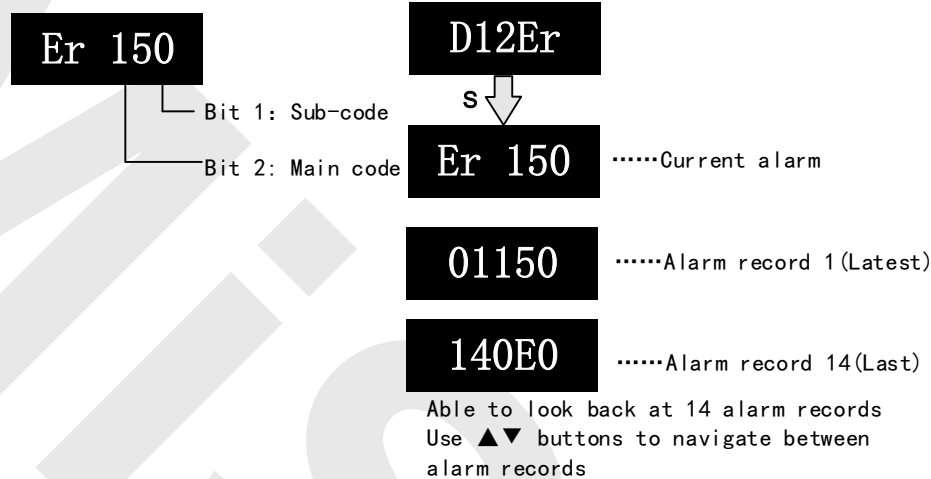 Er 150
Bit 1: Sub-code
Bit 2: Main code
D12Er
S
Er 150 ……Current alarm
01150 ……Alarm record 1(Latest)
140E0 ……Alarm record 14(Last)
Able to look back at 14 alarm records
Use ▲▼ buttons to navigate between
alarm records